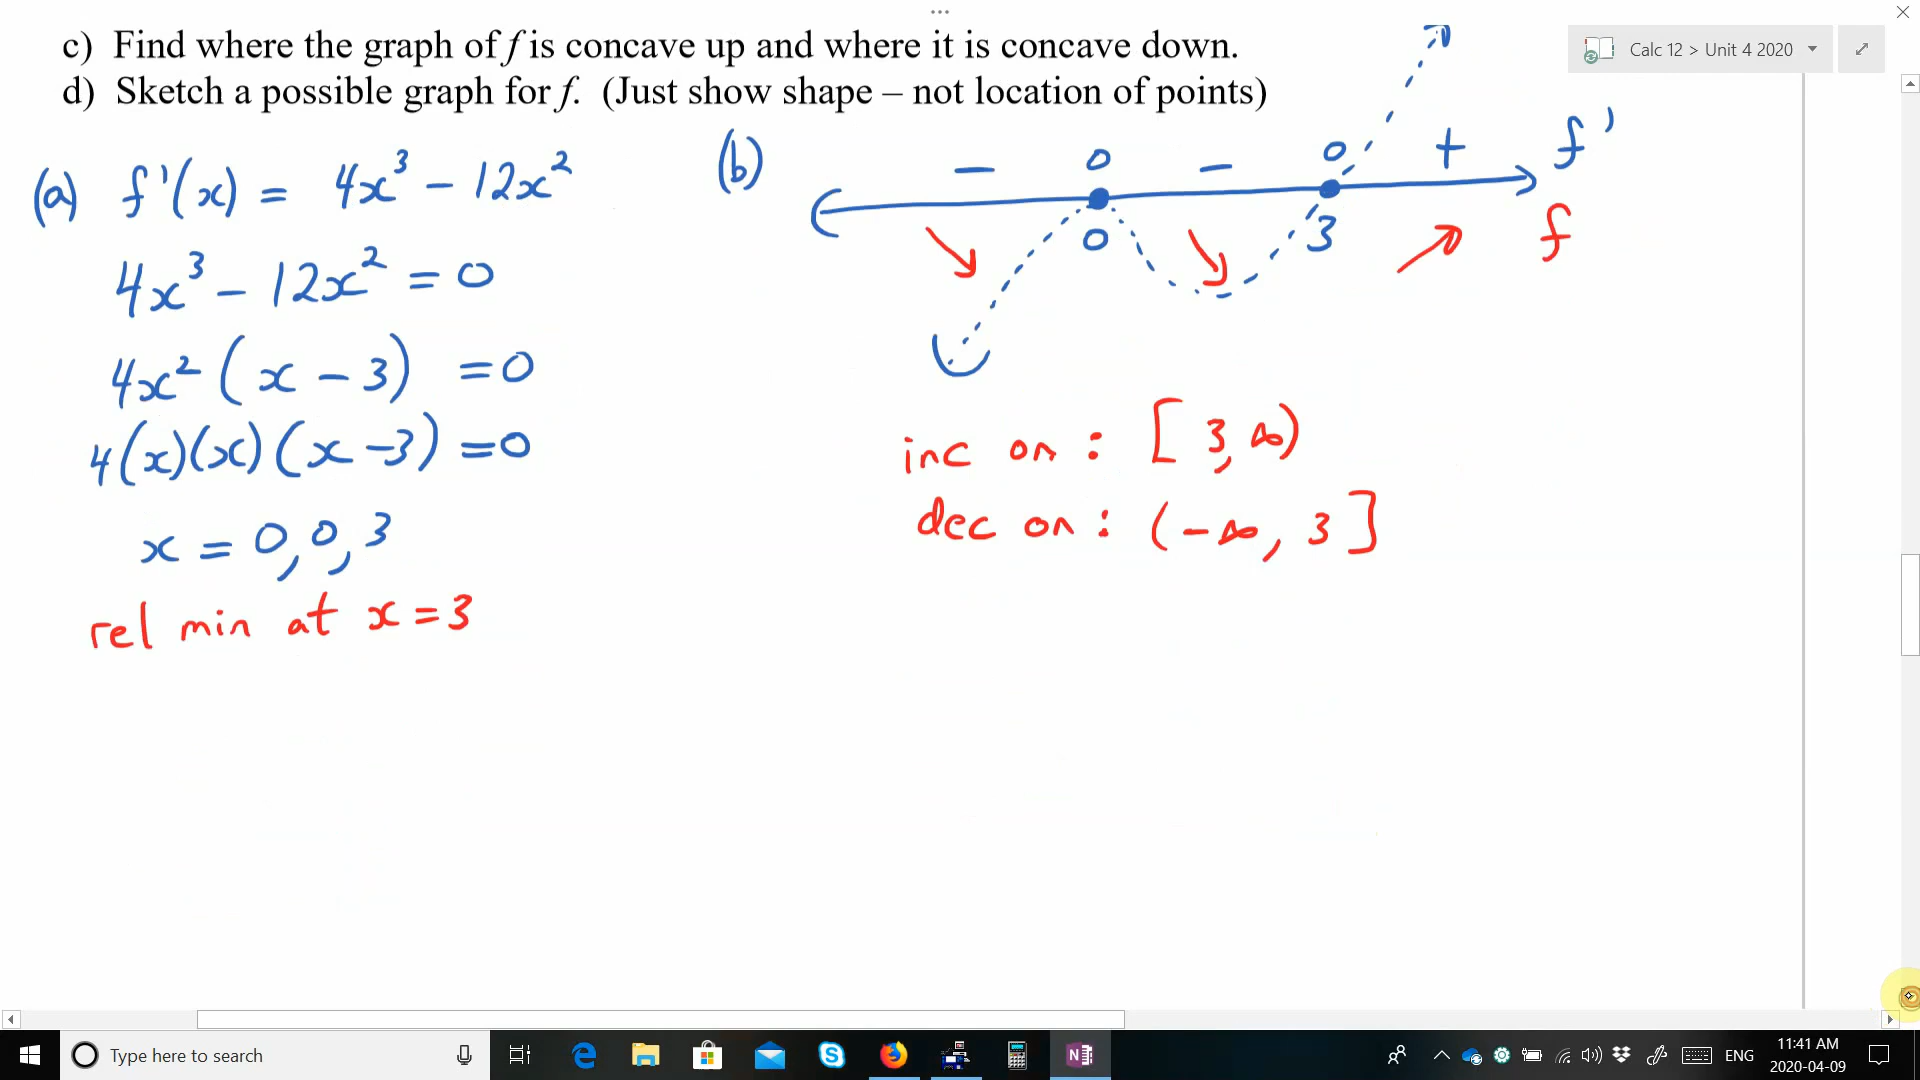 c) Find where the graph of f is concave up and where it is concave down.
d) Sketch a possible graph for f. (Just show shape – not location of points)
Calc 12 > Unit 4 2020
(a) f'(x) = 4x³ – 12x²
4x³ – 12x² = 0
4x² (x – 3) = 0
4(x)(x)(x–3) = 0
x = 0, 0, 3
rel min at x = 3
(b)
– 0 – 0 + f'
0 3 f
inc on : [3, ∞)
dec on : (–∞, 3]
Type here to search
ENG
11:41 AM
2020-04-09